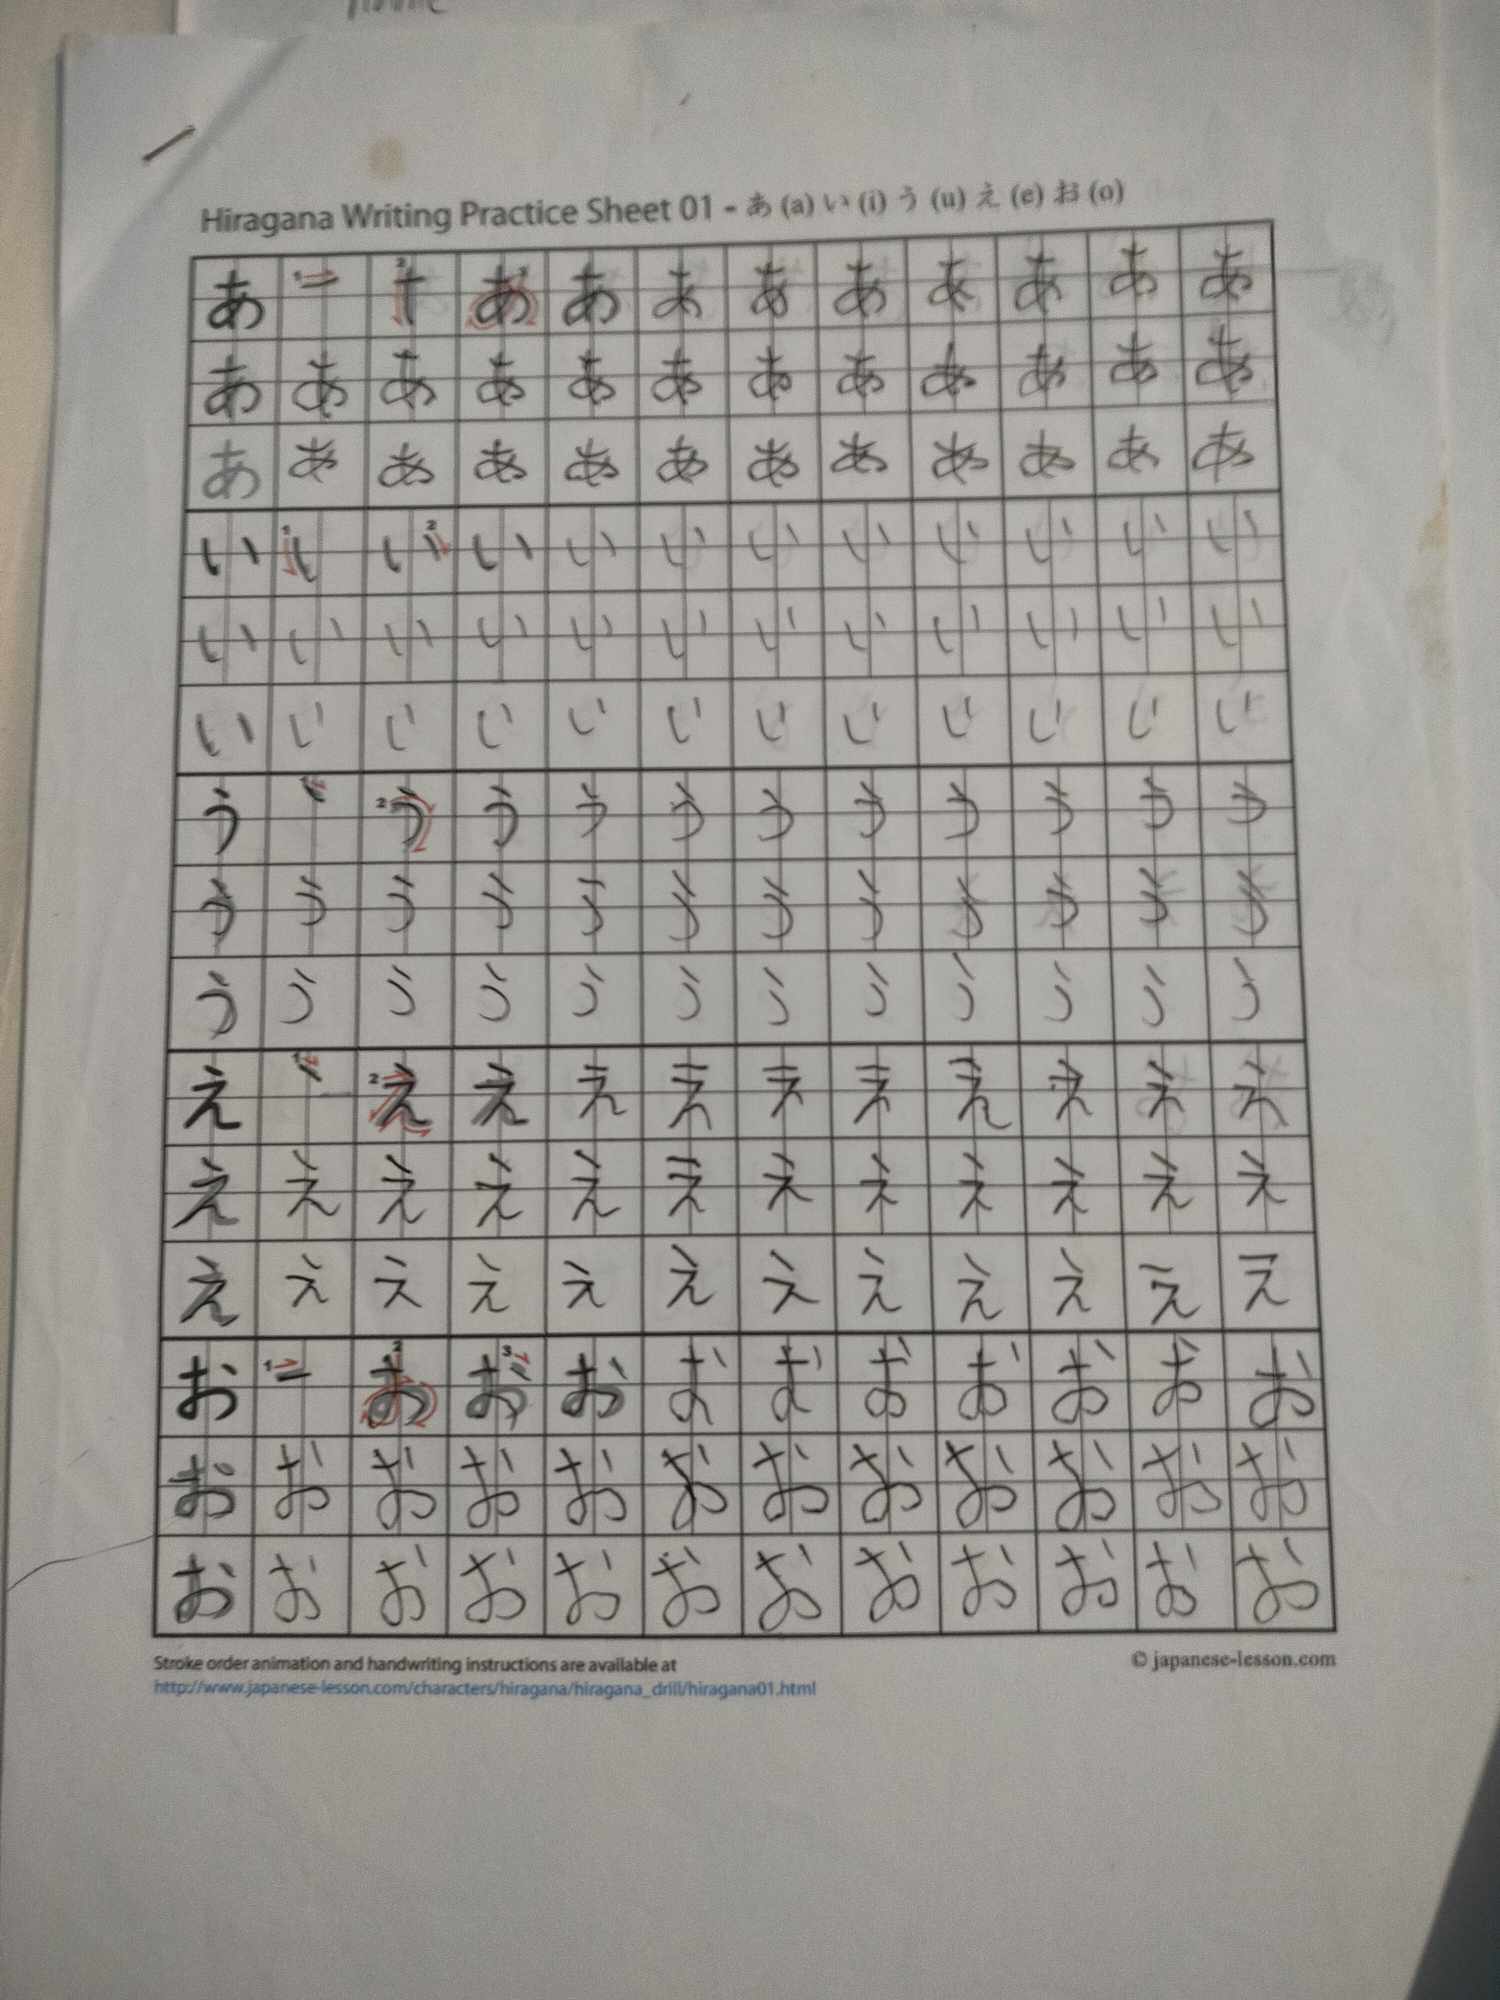 Hiragana Writing Practice Sheet 01 - あ (a) い (i) う (u) え (e) お (o)
あ 1 2 3 あ あ あ あ あ あ あ あ あ あ
あ あ あ あ あ あ あ あ あ あ あ あ
あ あ あ あ あ あ あ あ あ あ あ あ
い 1 2 い い い い い い い い い い
い い い い い い い い い い い い
い い い い い い い い い い い い
う 1 2 う う う う う う う う う う
う う う う う う う う う う う う
う う う う う う う う う う う う
え 1 2 え え え え え え え え え え
え え え え え え え え え え え え
え え え え え え え え え え え え
お 1 2 お 3 お お お お お お お お お
お お お お お お お お お お お お
お お お お お お お お お お お お
Stroke order animation and handwriting instructions are available at
http://www.japanese-lesson.com/characters/hiragana/hiragana_drill/hiragana01.html
© japanese-lesson.com